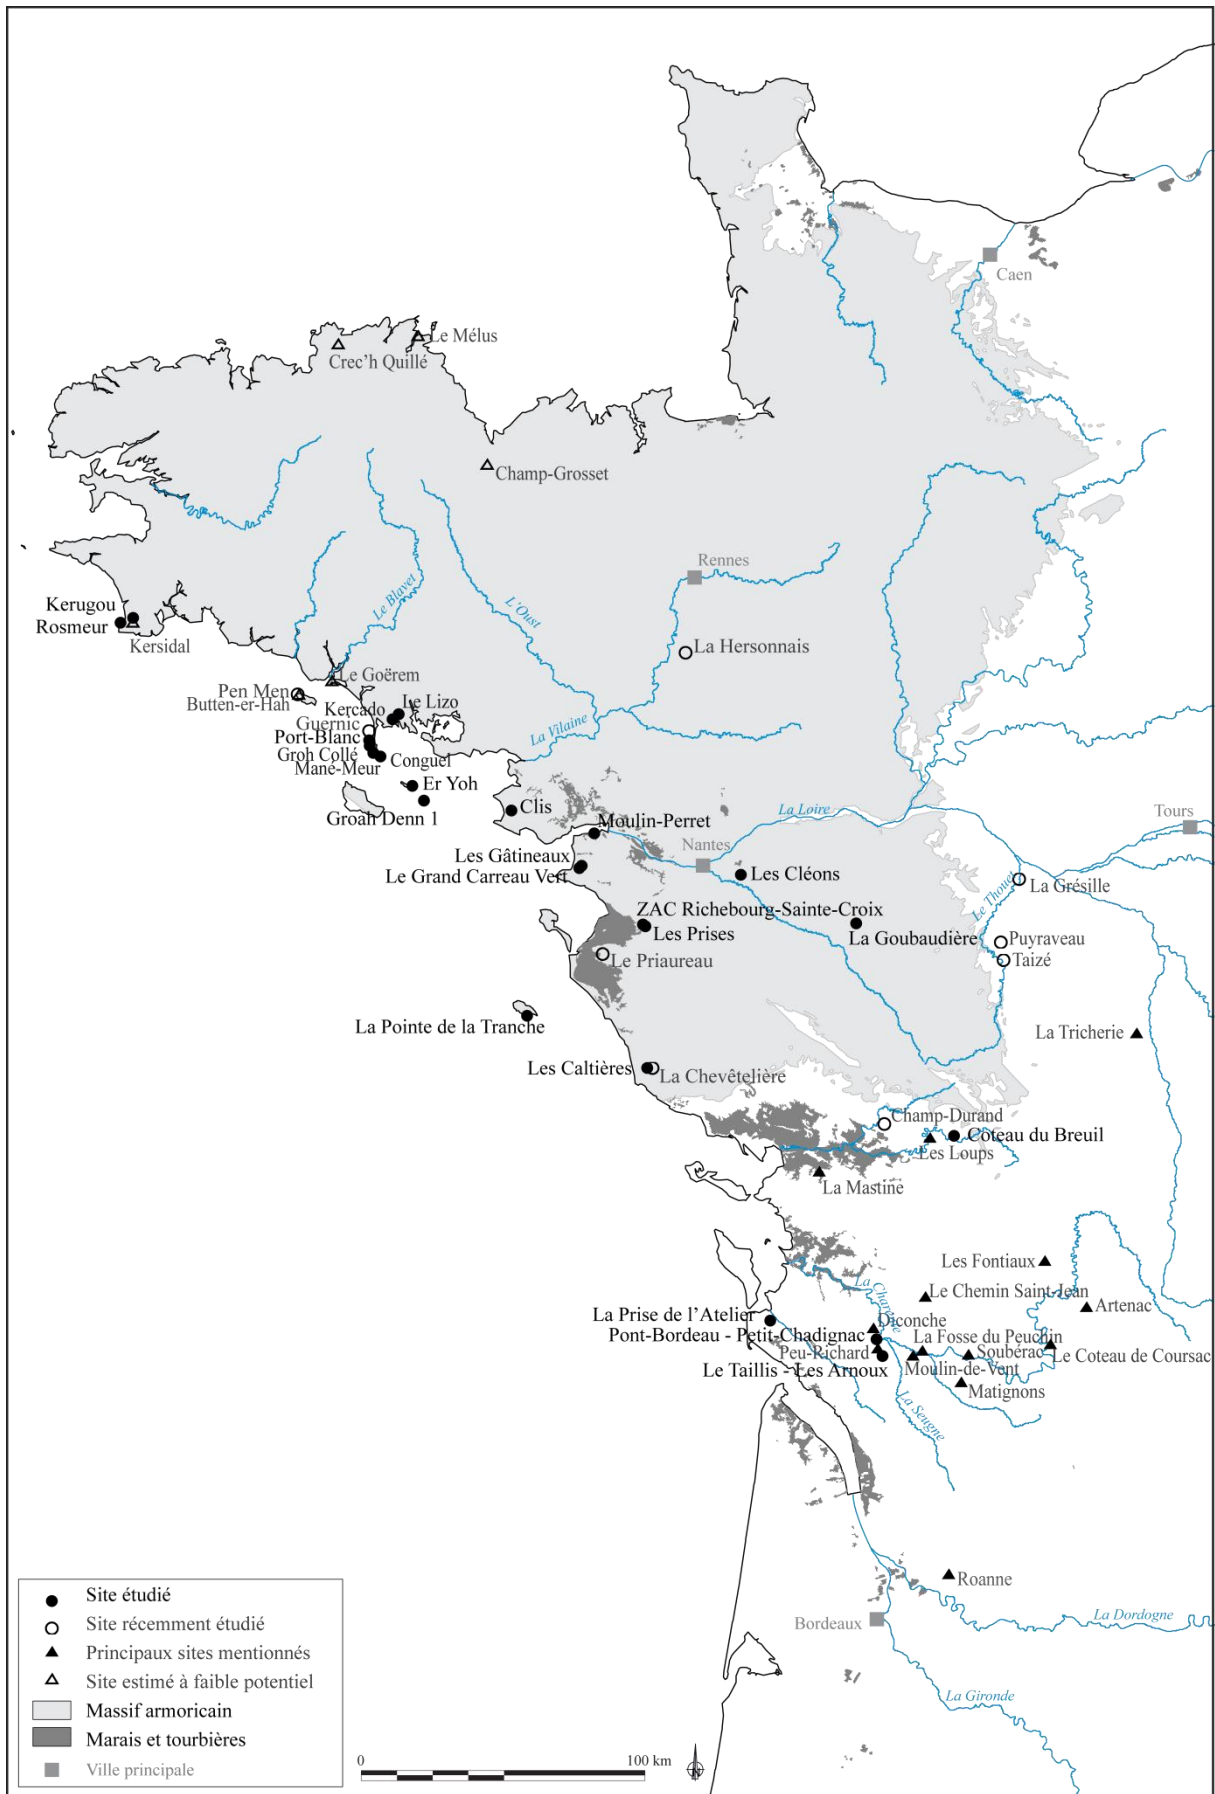 Caen
Le Mélus
Crec’h Quillé
Champ-Grosset
Rennes
Le Blavet
L’Oust
Kerugou
Rosmeur
Kersidal
La Hersonnais
Le Goërem
Pen Men
Butten-er-Hah
Kercado
Le Lizo
Guernic
Port-Blanc
Groh Collé
Conguel
Mané-Meur
La Vilaine
Er Yoh
Groah Denn 1
Clis
Moulin-Perret
La Loire
Tours
Nantes
Les Gâtineaux
Le Grand Carreau Vert
Les Cléons
La Grésille
Le Thouet
ZAC Richebourg-Sainte-Croix
Les Prises
La Goubaudière
Puyraveau
Taizé
Le Priaureau
La Pointe de la Tranche
La Tricherie
Les Caltières
La Chevêtelière
Champ-Durand
Coteau du Breuil
Les Loups
La Mastine
Les Fontiaux
La Charente
Le Chemin Saint-Jean
Artenac
La Prise de l’Atelier
Diconche
Pont-Bordeau - Petit-Chadignac
La Fosse du Peuchin
Peu-Richard
Soubérac
Le Coteau de Coursac
Le Taillis - Les Arnoux
Moulin-de-Vent
Matignons
La Seugne
Roanne
La Dordogne
Bordeaux
La Gironde
Site étudié
Site récemment étudié
Principaux sites mentionnés
Site estimé à faible potentiel
Massif armoricain
Marais et tourbières
Ville principale
0 100 km
N